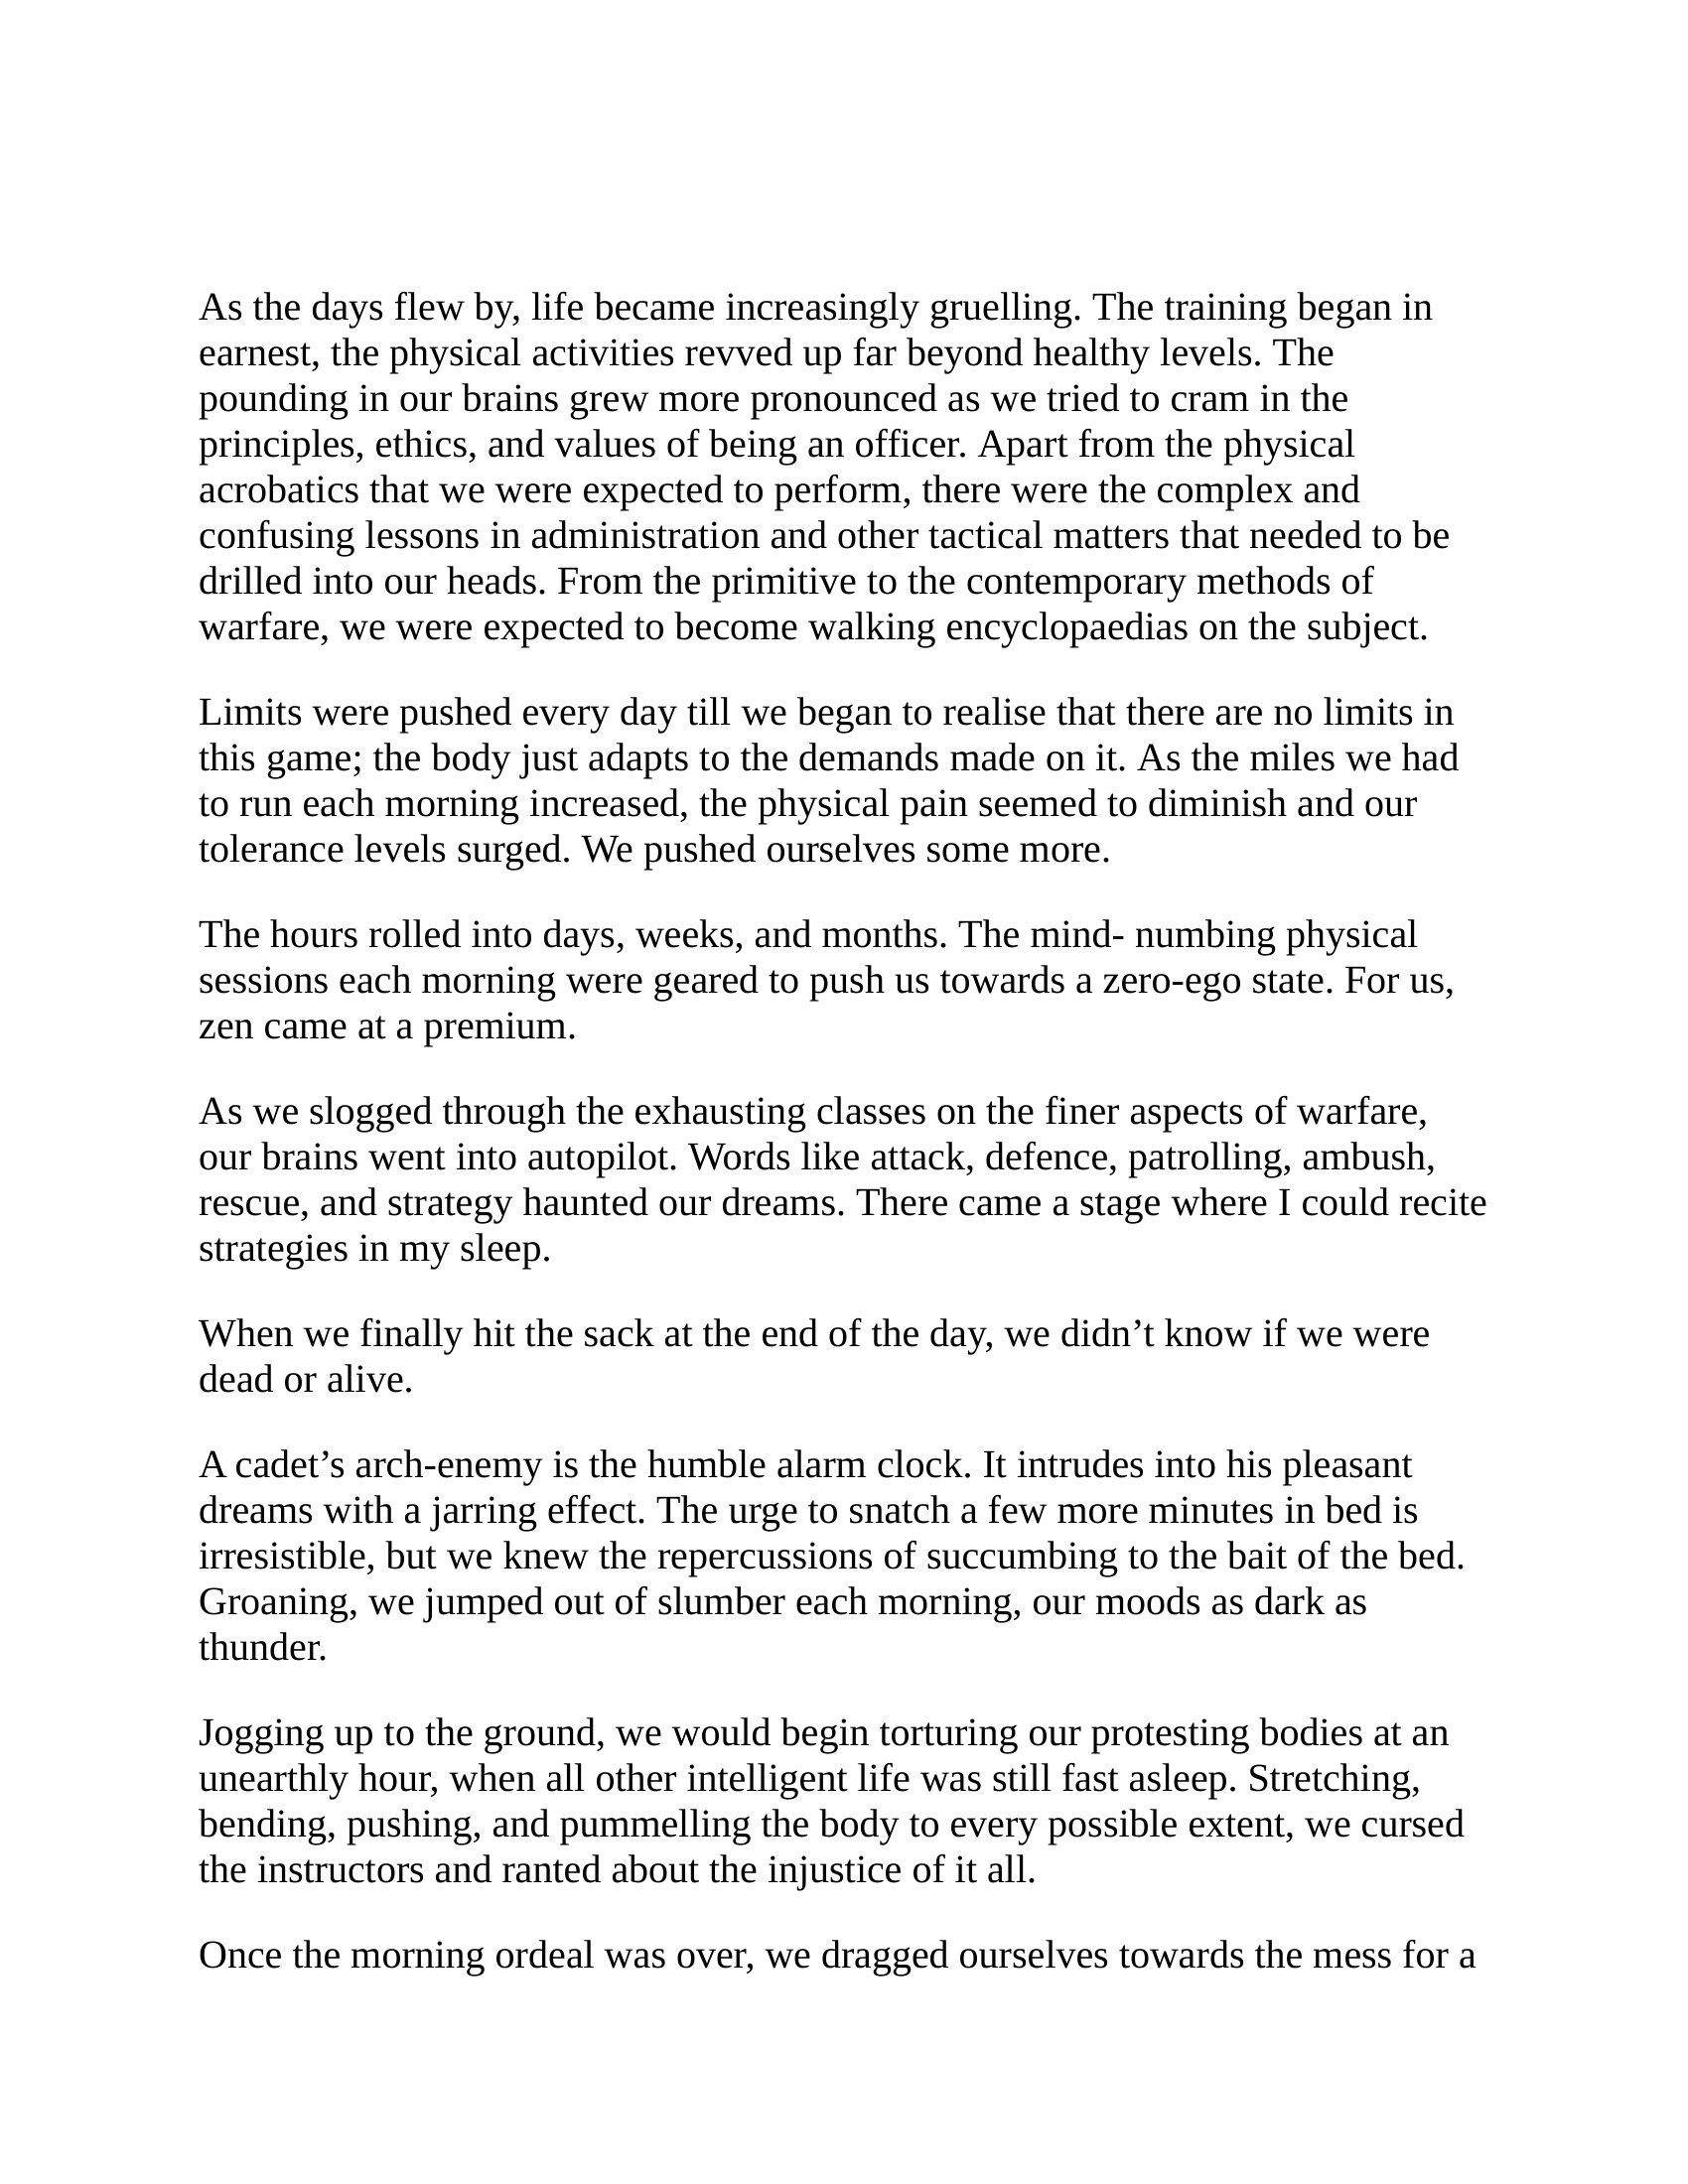 As the days flew by, life became increasingly gruelling. The training began in
earnest, the physical activities revved up far beyond healthy levels. The
pounding in our brains grew more pronounced as we tried to cram in the
principles, ethics, and values of being an officer. Apart from the physical
acrobatics that we were expected to perform, there were the complex and
confusing lessons in administration and other tactical matters that needed to be
drilled into our heads. From the primitive to the contemporary methods of
warfare, we were expected to become walking encyclopaedias on the subject.
Limits were pushed every day till we began to realise that there are no limits in
this game; the body just adapts to the demands made on it. As the miles we had
to run each morning increased, the physical pain seemed to diminish and our
tolerance levels surged. We pushed ourselves some more.
The hours rolled into days, weeks, and months. The mind- numbing physical
sessions each morning were geared to push us towards a zero-ego state. For us,
zen came at a premium.
As we slogged through the exhausting classes on the finer aspects of warfare,
our brains went into autopilot. Words like attack, defence, patrolling, ambush,
rescue, and strategy haunted our dreams. There came a stage where I could recite
strategies in my sleep.
When we finally hit the sack at the end of the day, we didn’t know if we were
dead or alive.
A cadet’s arch-enemy is the humble alarm clock. It intrudes into his pleasant
dreams with a jarring effect. The urge to snatch a few more minutes in bed is
irresistible, but we knew the repercussions of succumbing to the bait of the bed.
Groaning, we jumped out of slumber each morning, our moods as dark as
thunder.
Jogging up to the ground, we would begin torturing our protesting bodies at an
unearthly hour, when all other intelligent life was still fast asleep. Stretching,
bending, pushing, and pummelling the body to every possible extent, we cursed
the instructors and ranted about the injustice of it all.
Once the morning ordeal was over, we dragged ourselves towards the mess for a